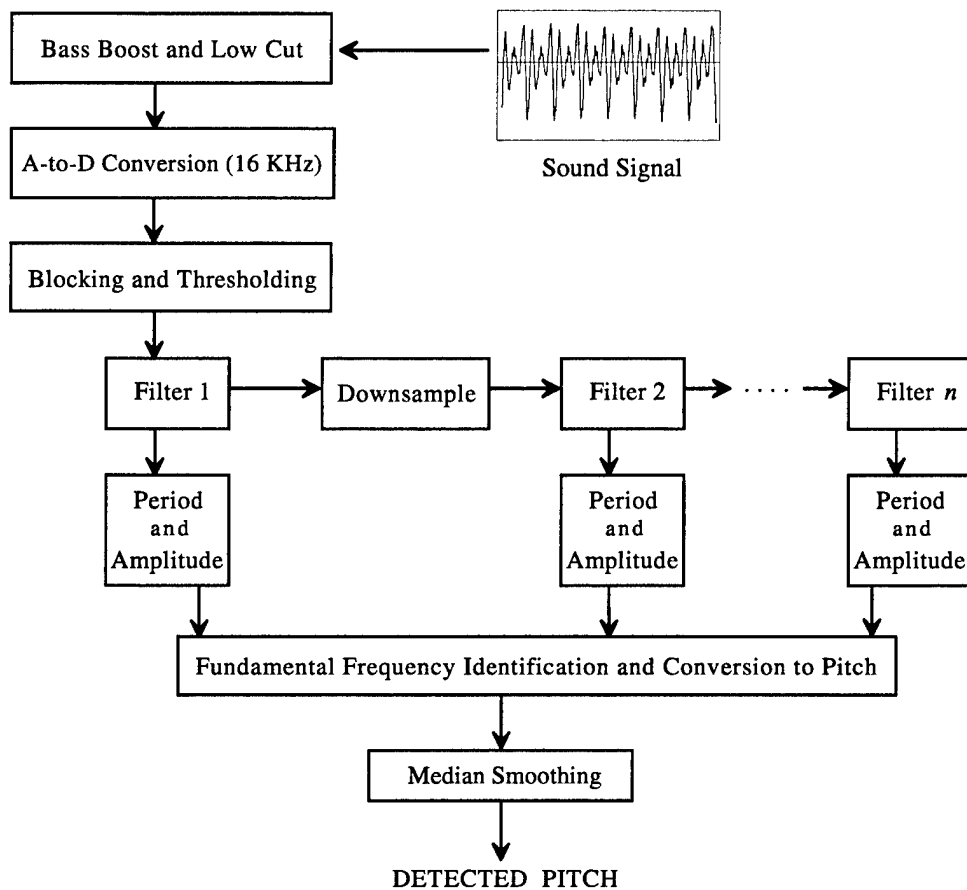 Bass Boost and Low Cut
Sound Signal
A-to-D Conversion (16 KHz)
Blocking and Thresholding
Filter 1
Downsample
Filter 2
. . . .
Filter n
Period
and
Amplitude
Period
and
Amplitude
Period
and
Amplitude
Fundamental Frequency Identification and Conversion to Pitch
Median Smoothing
DETECTED PITCH